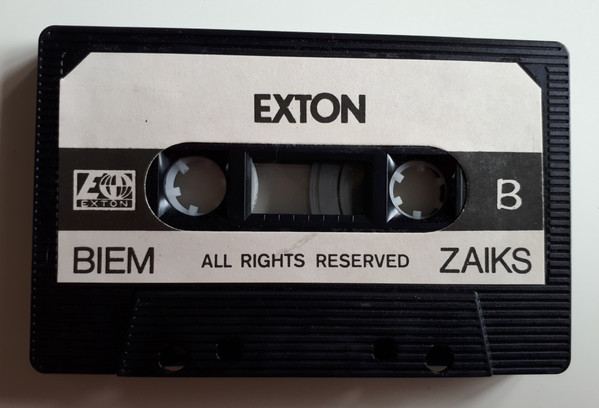 EXTON
EXTON
B
BIEM ALL RIGHTS RESERVED ZAIKS